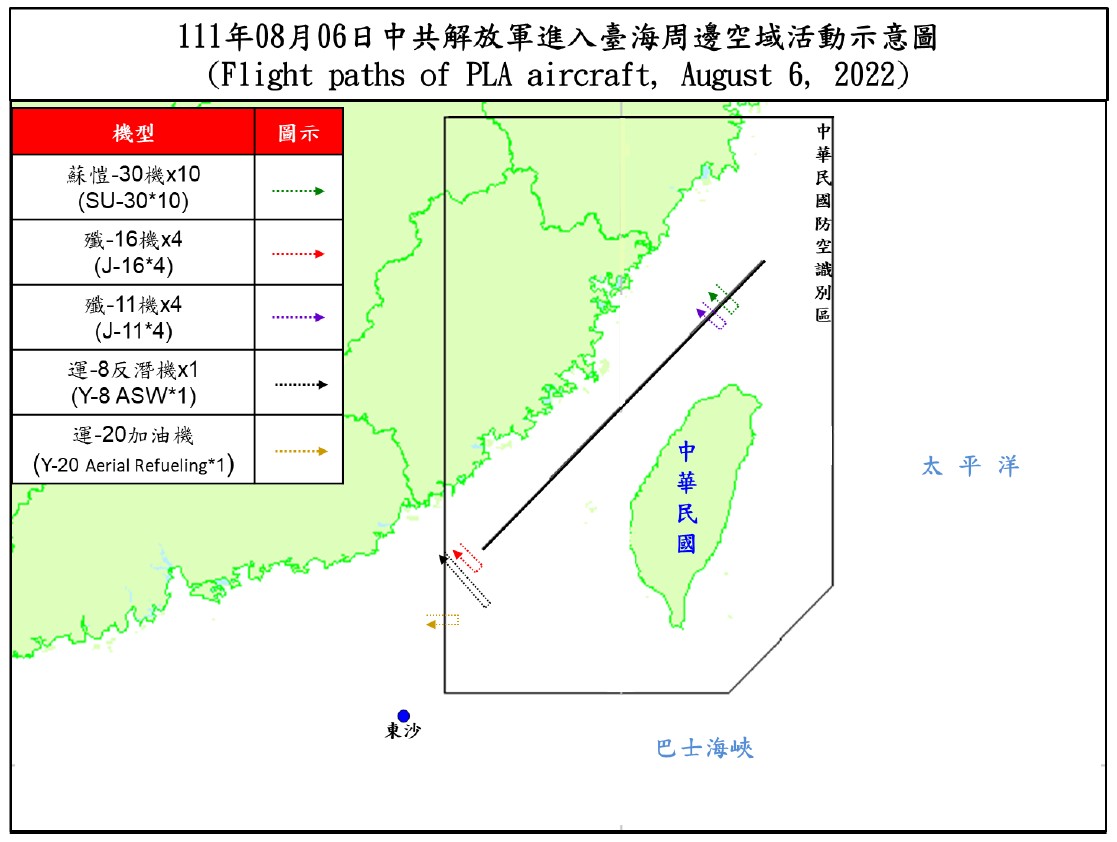 111年08月06日中共解放軍進入臺海周邊空域活動示意圖
(Flight paths of PLA aircraft, August 6, 2022)
機型 圖示
蘇愷-30機x10
(SU-30*10)
殲-16機x4
(J-16*4)
殲-11機x4
(J-11*4)
運-8反潛機x1
(Y-8 ASW*1)
運-20加油機
(Y-20 Aerial Refueling*1)
中華民國防空識別區
中華民國
太平洋
東沙
巴士海峽